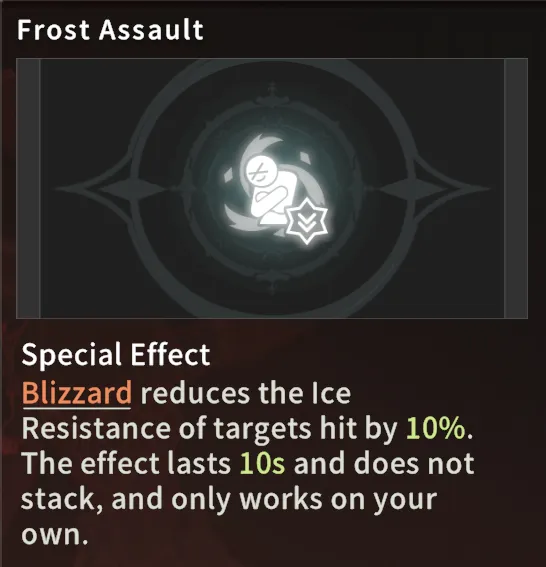 Frost Assault
Special Effect
Blizzard reduces the Ice
Resistance of targets hit by 10%.
The effect lasts 10s and does not
stack, and only works on your
own.